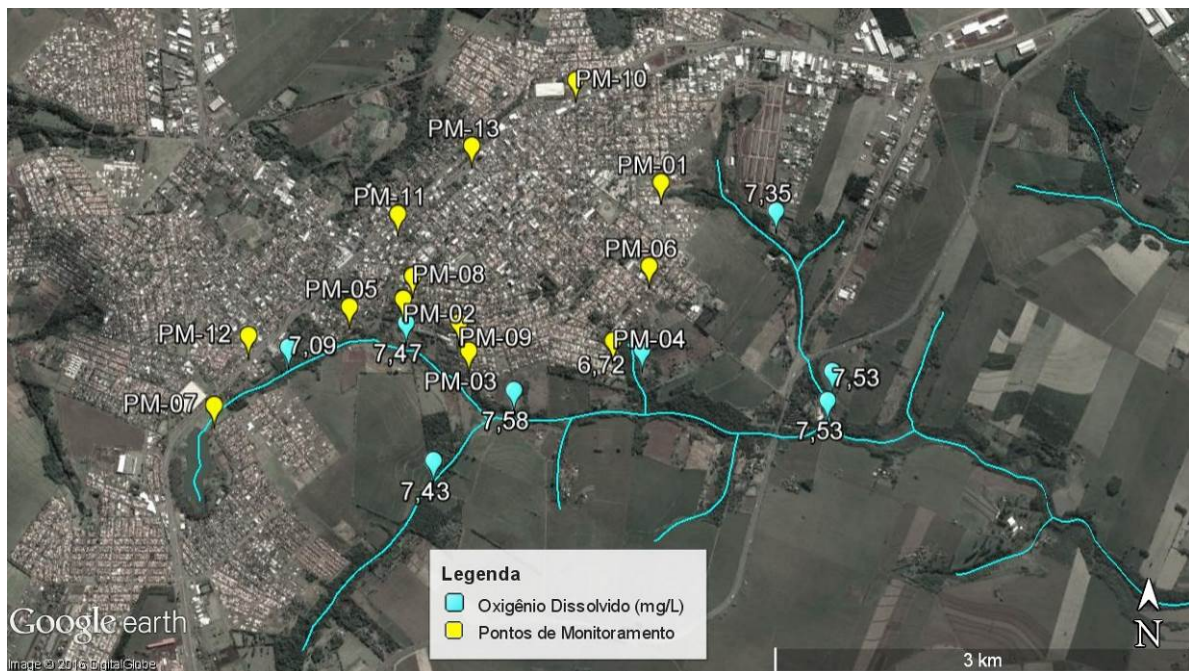 PM-10
PM-13
PM-01
PM-11
7,35
PM-06
PM-08
PM-05
PM-02
PM-12
7,09
PM-09
PM-04
7,47
6,72
PM-03
7,53
PM-07
7,58
7,53
7,43
Legenda
Oxigênio Dissolvido (mg/L)
Pontos de Monitoramento
Google earth
Image © 2016 DigitalGlobe
3 km
N